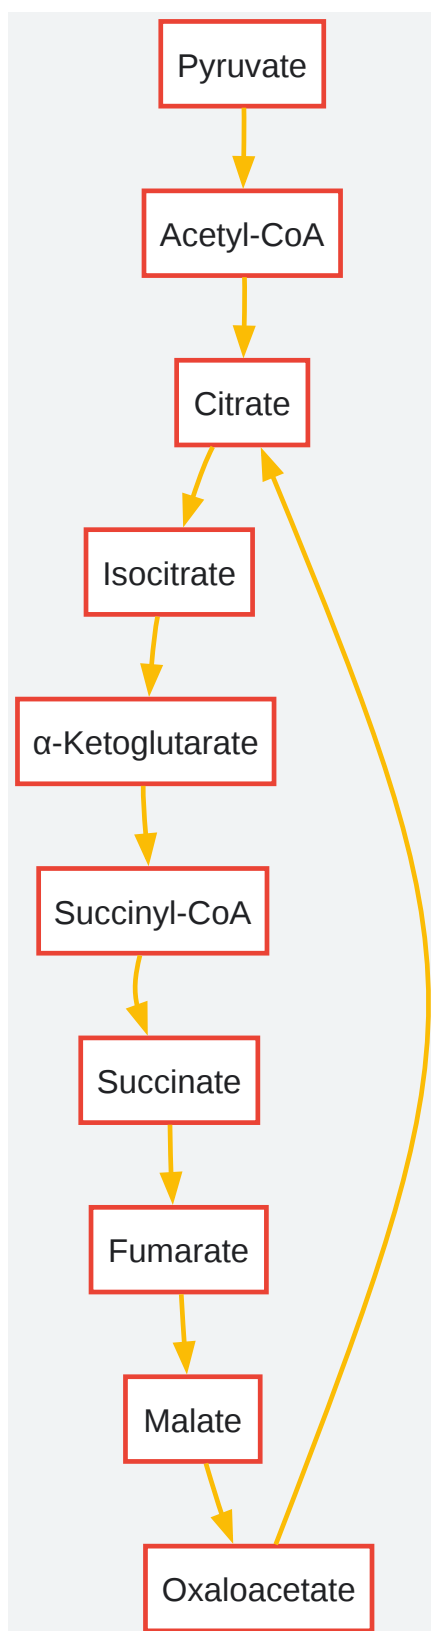 Pyruvate
Acetyl-CoA
Citrate
Isocitrate
α-Ketoglutarate
Succinyl-CoA
Succinate
Fumarate
Malate
Oxaloacetate